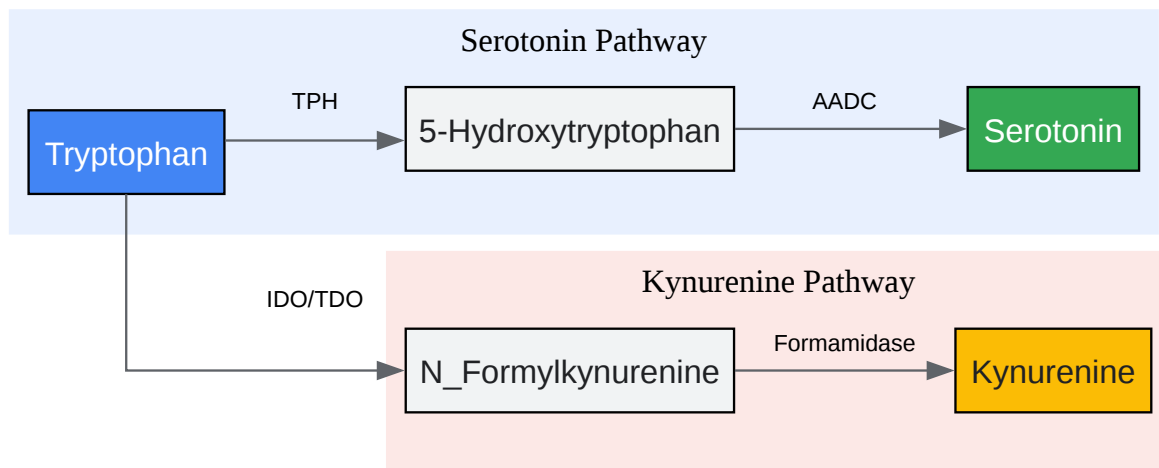 Serotonin Pathway
TPH
AADC
Tryptophan
5-Hydroxytryptophan
Serotonin
Kynurenine Pathway
IDO/TDO
Formamidase
N_Formylkynurenine
Kynurenine